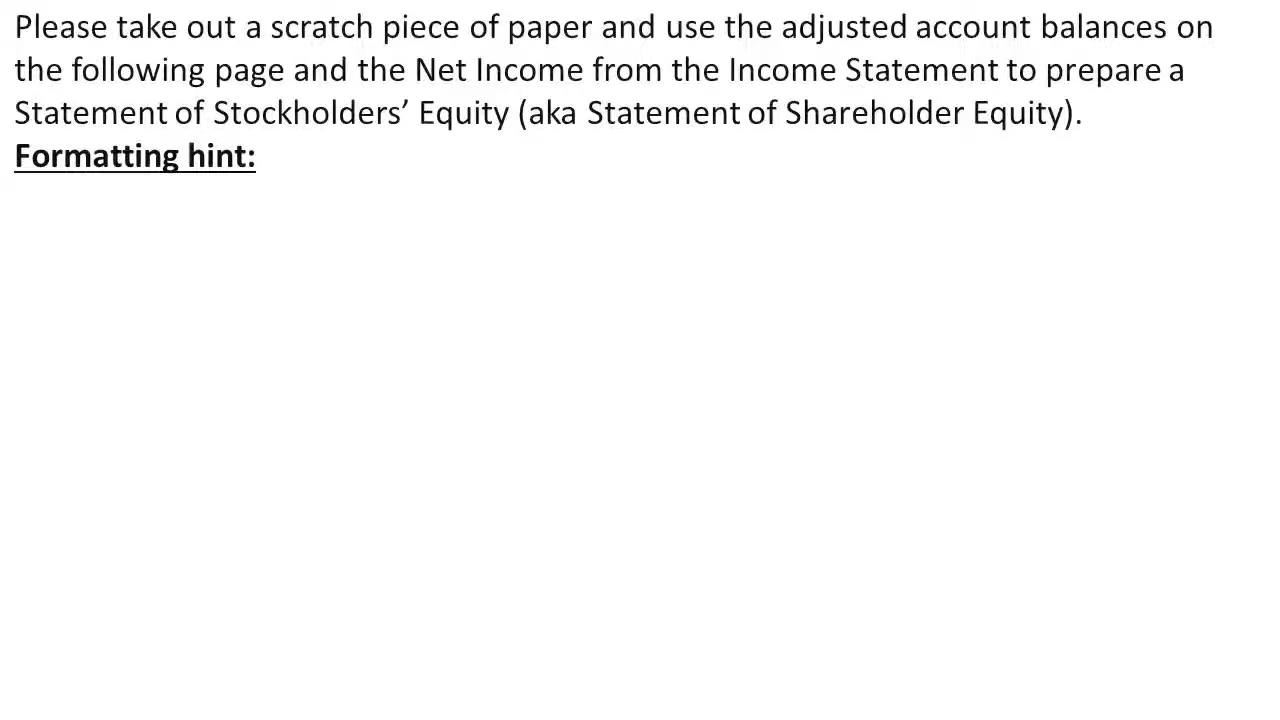 Please take out a scratch piece of paper and use the adjusted account balances on
the following page and the Net Income from the Income Statement to prepare a
Statement of Stockholders’ Equity (aka Statement of Shareholder Equity).
Formatting hint: